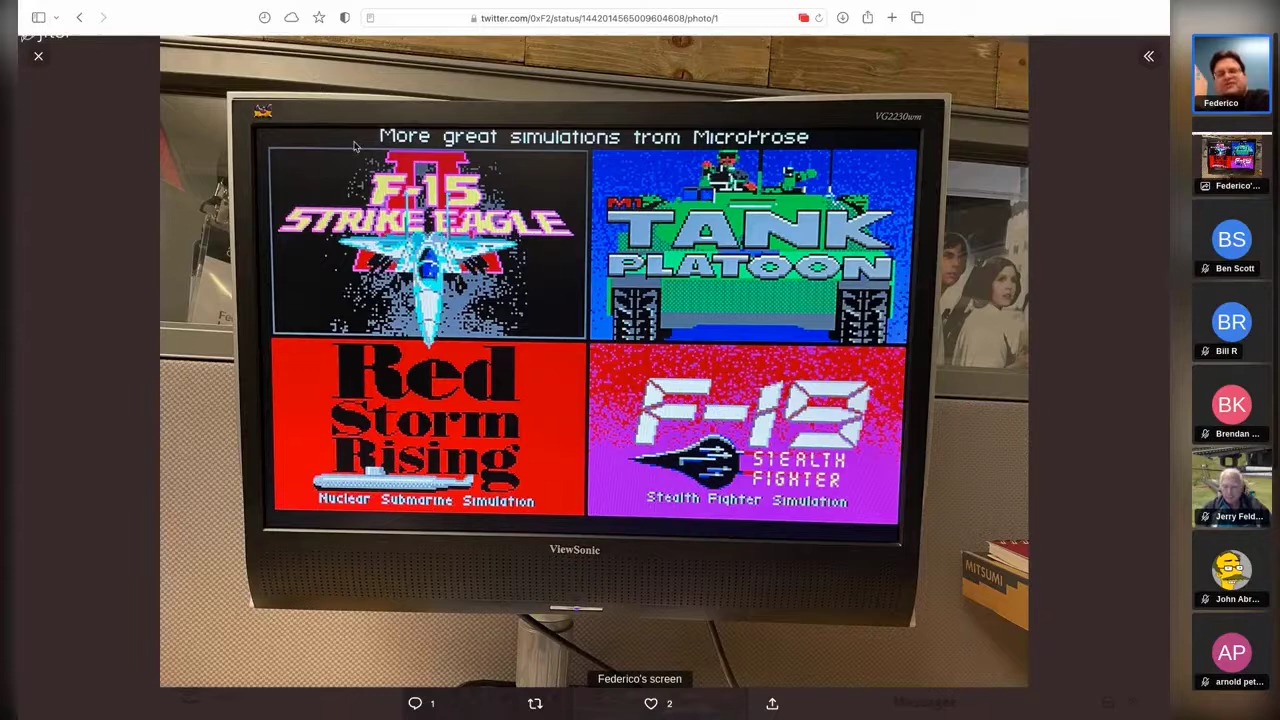 twitter.com/0xF2/status/1442014565009604608/photo/1
VG2230wm
More great simulations from MicroProse
F-15
II
STRIKE EAGLE
M1
TANK
PLATOON
Red
Storm
Rising
Nuclear Submarine Simulation
F-19
STEALTH
FIGHTER
Stealth Fighter Simulation
ViewSonic
MITSUMI
Federico's screen
1
2
Federico
Federico'...
BS
Ben Scott
BR
Bill R
BK
Brendan ...
Jerry Feld...
John Abr...
AP
arnold pet...